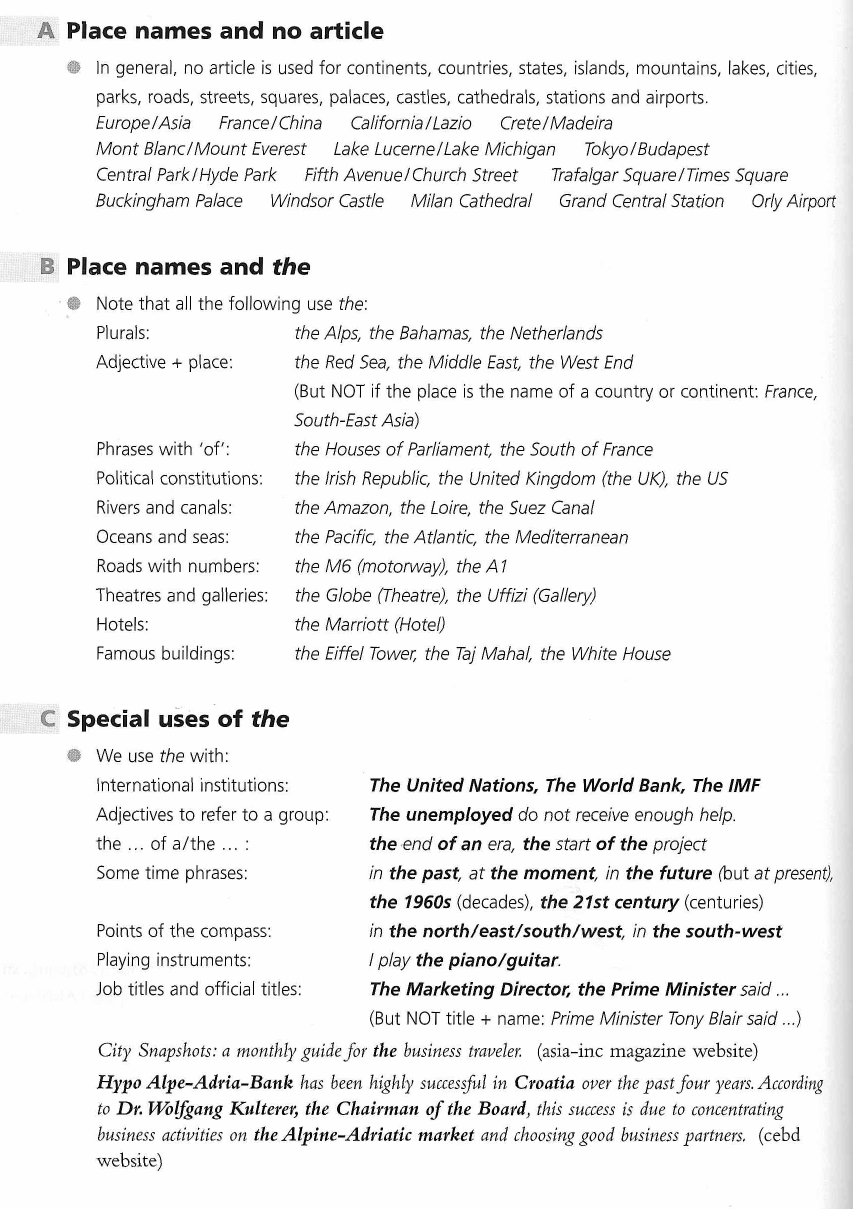 A Place names and no article
In general, no article is used for continents, countries, states, islands, mountains, lakes, cities,
parks, roads, streets, squares, palaces, castles, cathedrals, stations and airports.
Europe/Asia France/China California/Lazio Crete/Madeira
Mont Blanc/Mount Everest Lake Lucerne/Lake Michigan Tokyo/Budapest
Central Park/Hyde Park Fifth Avenue/Church Street Trafalgar Square/Times Square
Buckingham Palace Windsor Castle Milan Cathedral Grand Central Station Orly Airport
B Place names and the
Note that all the following use the:
Plurals: the Alps, the Bahamas, the Netherlands
Adjective + place: the Red Sea, the Middle East, the West End
(But NOT if the place is the name of a country or continent: France,
South-East Asia)
Phrases with 'of': the Houses of Parliament, the South of France
Political constitutions: the Irish Republic, the United Kingdom (the UK), the US
Rivers and canals: the Amazon, the Loire, the Suez Canal
Oceans and seas: the Pacific, the Atlantic, the Mediterranean
Roads with numbers: the M6 (motorway), the A1
Theatres and galleries: the Globe (Theatre), the Uffizi (Gallery)
Hotels: the Marriott (Hotel)
Famous buildings: the Eiffel Tower, the Taj Mahal, the White House
C Special uses of the
We use the with:
International institutions: The United Nations, The World Bank, The IMF
Adjectives to refer to a group: The unemployed do not receive enough help.
the ... of a/the ... : the end of an era, the start of the project
Some time phrases: in the past, at the moment, in the future (but at present),
the 1960s (decades), the 21st century (centuries)
Points of the compass: in the north/east/south/west, in the south-west
Playing instruments: I play the piano/guitar.
Job titles and official titles: The Marketing Director, the Prime Minister said ...
(But NOT title + name: Prime Minister Tony Blair said ...)
City Snapshots: a monthly guide for the business traveler. (asia-inc magazine website)
Hypo Alpe-Adria-Bank has been highly successful in Croatia over the past four years. According
to Dr. Wolfgang Kulterer, the Chairman of the Board, this success is due to concentrating
business activities on the Alpine-Adriatic market and choosing good business partners. (cebd
website)